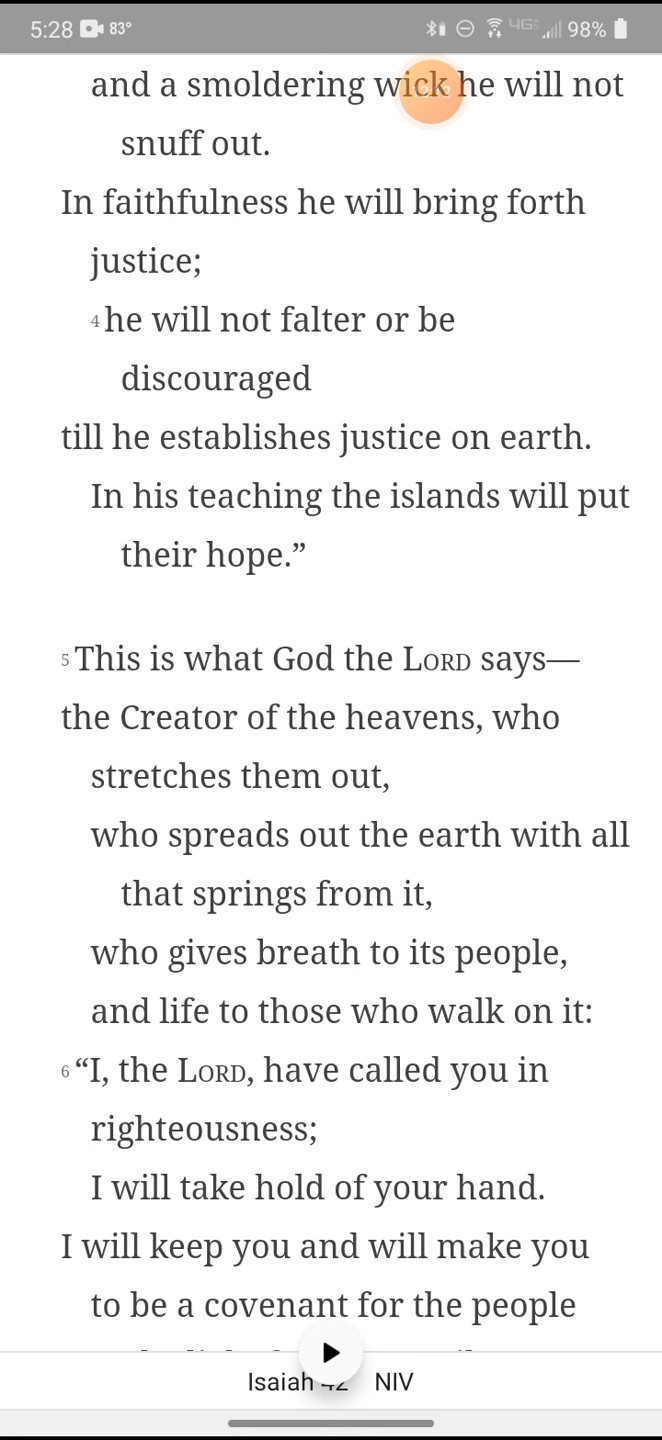 5:28 83° 4GE 98%
and a smoldering wick he will not
snuff out.
In faithfulness he will bring forth
justice;
4 he will not falter or be
discouraged
till he establishes justice on earth.
In his teaching the islands will put
their hope.”
5 This is what God the LORD says—
the Creator of the heavens, who
stretches them out,
who spreads out the earth with all
that springs from it,
who gives breath to its people,
and life to those who walk on it:
6 “I, the LORD, have called you in
righteousness;
I will take hold of your hand.
I will keep you and will make you
to be a covenant for the people
Isaiah 42 NIV